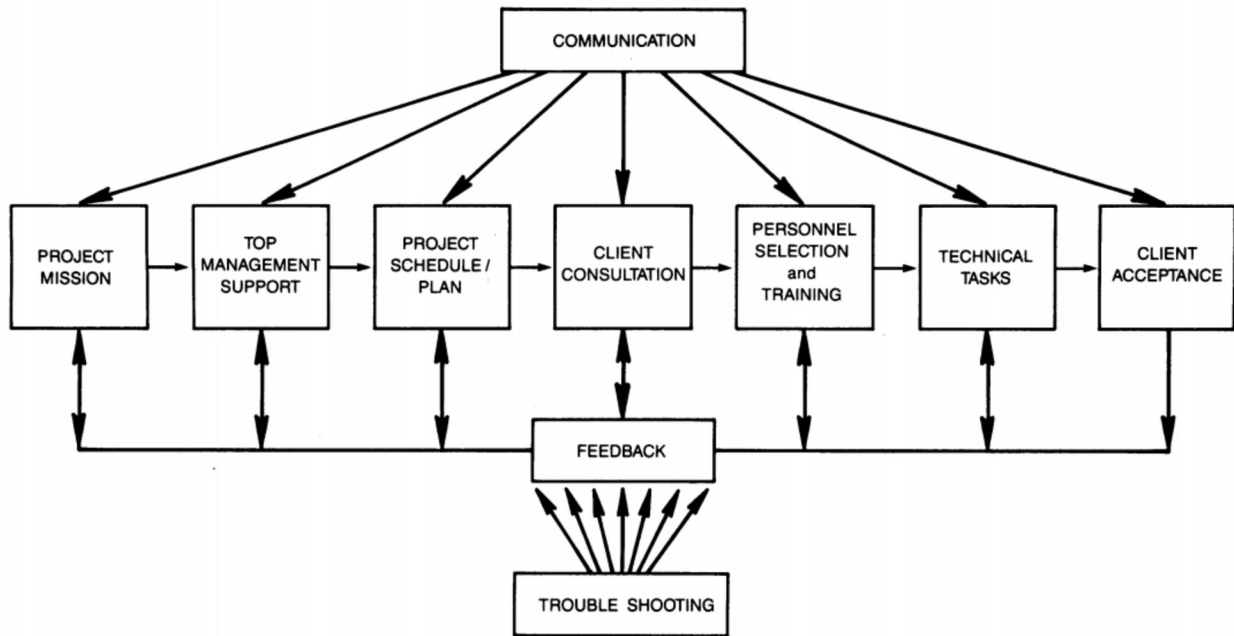 COMMUNICATION
PROJECT
MISSION
TOP
MANAGEMENT
SUPPORT
PROJECT
SCHEDULE /
PLAN
CLIENT
CONSULTATION
PERSONNEL
SELECTION
and
TRAINING
TECHNICAL
TASKS
CLIENT
ACCEPTANCE
FEEDBACK
TROUBLE SHOOTING